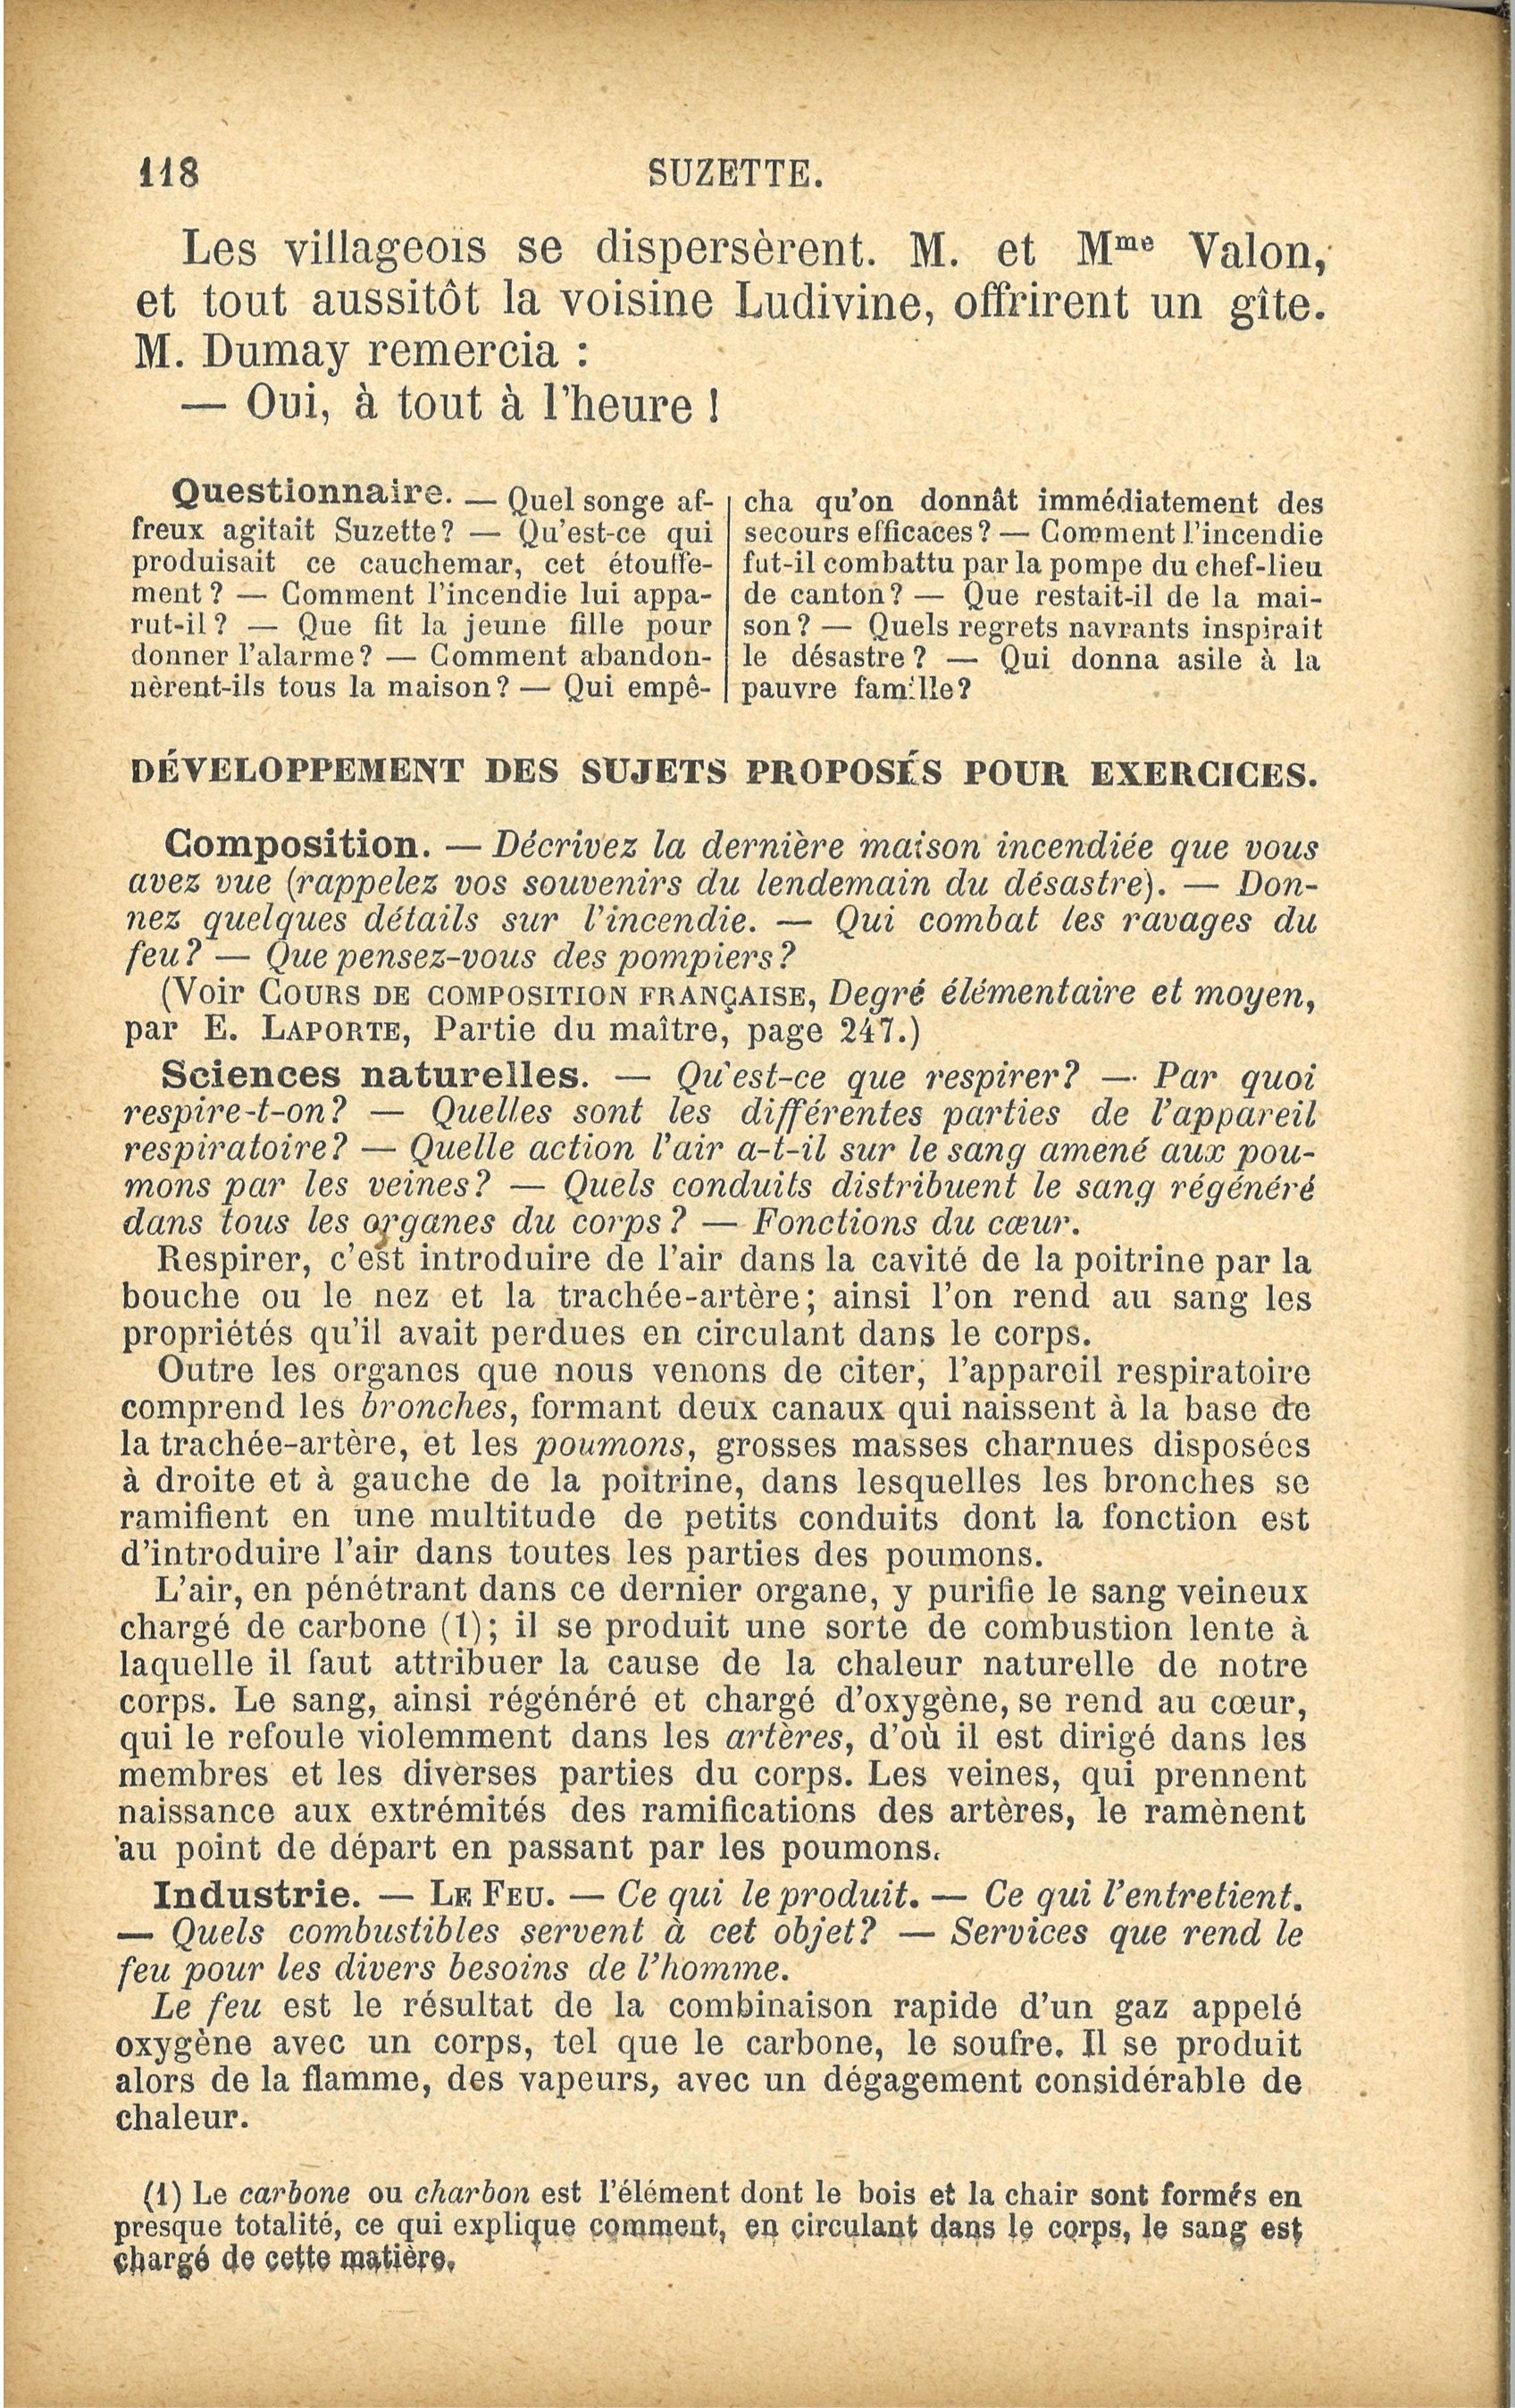 118
SUZETTE.
Les villageois se dispersèrent. M. et Mme Valon,
et tout aussitôt la voisine Ludivine, offrirent un gîte.
M. Dumay remercia :
— Oui, à tout à l'heure !
Questionnaire. — Quel songe af-
freux agitait Suzette? — Qu'est-ce qui
produisait ce cauchemar, cet étouffe-
ment? — Comment l'incendie lui appa-
rut-il? — Que fit la jeune fille pour
donner l'alarme? — Comment abandon-
nèrent-ils tous la maison? — Qui empê-
cha qu'on donnât immédiatement des
secours efficaces? — Comment l'incendie
fut-il combattu par la pompe du chef-lieu
de canton? — Que restait-il de la mai-
son? — Quels regrets navrants inspirait
le désastre? — Qui donna asile à la
pauvre famille?
DÉVELOPPEMENT DES SUJETS PROPOSÉS POUR EXERCICES.
Composition. — Décrivez la dernière maison incendiée que vous
avez vue (rappelez vos souvenirs du lendemain du désastre). — Don-
nez quelques détails sur l'incendie. — Qui combat les ravages du
feu? — Que pensez-vous des pompiers?
(Voir COURS DE COMPOSITION FRANÇAISE, Degré élémentaire et moyen,
par E. LAPORTE, Partie du maître, page 247.)
Sciences naturelles. — Qu'est-ce que respirer? — Par quoi
respire-t-on? — Quelles sont les différentes parties de l'appareil
respiratoire? — Quelle action l'air a-t-il sur le sang amené aux pou-
mons par les veines? — Quels conduits distribuent le sang régénéré
dans tous les organes du corps? — Fonctions du cœur.
Respirer, c'est introduire de l'air dans la cavité de la poitrine par la
bouche ou le nez et la trachée-artère; ainsi l'on rend au sang les
propriétés qu'il avait perdues en circulant dans le corps.
Outre les organes que nous venons de citer, l'appareil respiratoire
comprend les bronches, formant deux canaux qui naissent à la base de
la trachée-artère, et les poumons, grosses masses charnues disposées
à droite et à gauche de la poitrine, dans lesquelles les bronches se
ramifient en une multitude de petits conduits dont la fonction est
d'introduire l'air dans toutes les parties des poumons.
L'air, en pénétrant dans ce dernier organe, y purifie le sang veineux
chargé de carbone (1); il se produit une sorte de combustion lente à
laquelle il faut attribuer la cause de la chaleur naturelle de notre
corps. Le sang, ainsi régénéré et chargé d'oxygène, se rend au cœur,
qui le refoule violemment dans les artères, d'où il est dirigé dans les
membres et les diverses parties du corps. Les veines, qui prennent
naissance aux extrémités des ramifications des artères, le ramènent
au point de départ en passant par les poumons.
Industrie. — LE FEU. — Ce qui le produit. — Ce qui l'entretient.
— Quels combustibles servent à cet objet? — Services que rend le
feu pour les divers besoins de l'homme.
Le feu est le résultat de la combinaison rapide d'un gaz appelé
oxygène avec un corps, tel que le carbone, le soufre. Il se produit
alors de la flamme, des vapeurs, avec un dégagement considérable de
chaleur.
(1) Le carbone ou charbon est l'élément dont le bois et la chair sont formés en
presque totalité, ce qui explique comment, en circulant dans le corps, le sang est
chargé de cette matière.